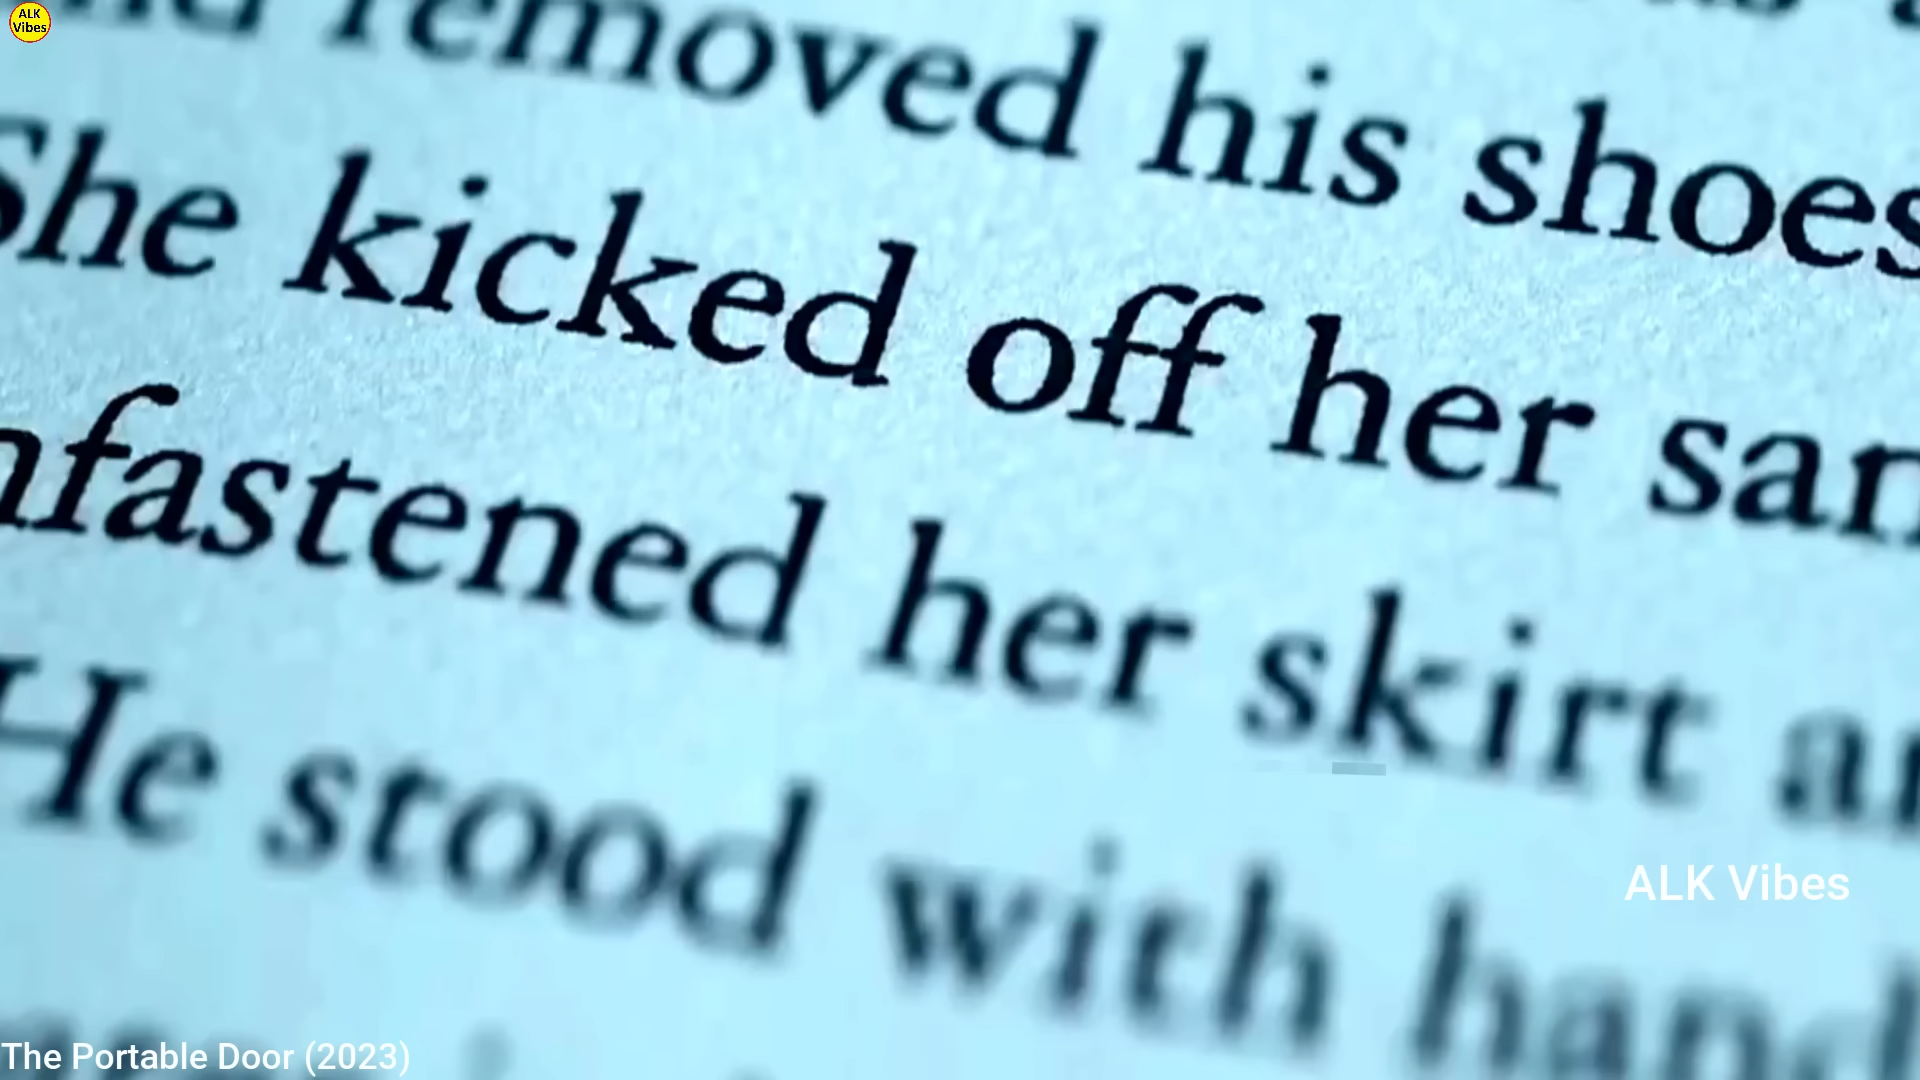 ALK
Vibes
removed his shoes
She kicked off her san
nfastened her skirt a
He stood with hand
ALK Vibes
The Portable Door (2023)